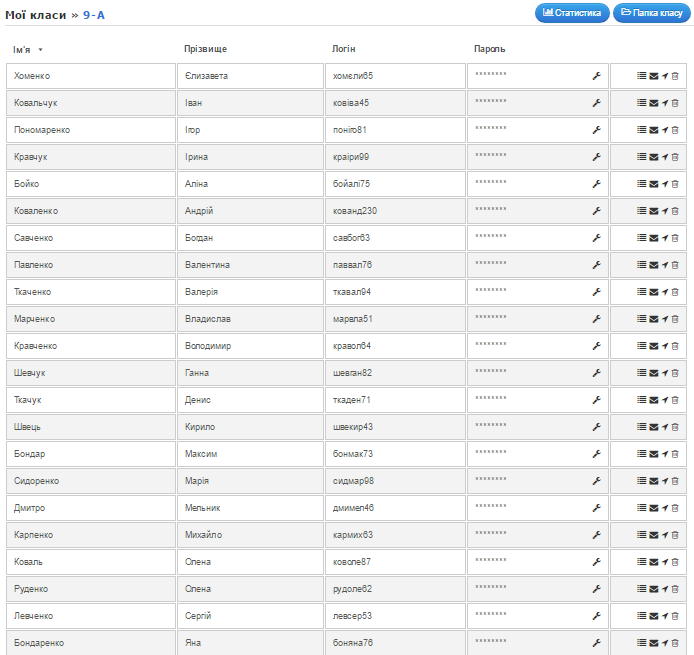 Мої класи » 9-А
Статистика
Папка класу
Ім'я Прізвище Логін Пароль
Хоменко Єлизавета хомєли65 ********
Ковальчук Іван ковіва45 ********
Пономаренко Ігор поніго81 ********
Кравчук Ірина краіри99 ********
Бойко Аліна бойалі75 ********
Коваленко Андрій кованд230 ********
Савченко Богдан савбог63 ********
Павленко Валентина паввал76 ********
Ткаченко Валерія ткавал94 ********
Марченко Владислав марвла51 ********
Кравченко Володимир кравол64 ********
Шевчук Ганна шевган82 ********
Ткачук Денис ткаден71 ********
Швець Кирило швекир43 ********
Бондар Максим бонмак73 ********
Сидоренко Марія сидмар98 ********
Дмитро Мельник дмимел46 ********
Карпенко Михайло кармих63 ********
Коваль Олена коволе87 ********
Руденко Олена рудоле62 ********
Левченко Сергій левсер53 ********
Бондаренко Яна боняна76 ********